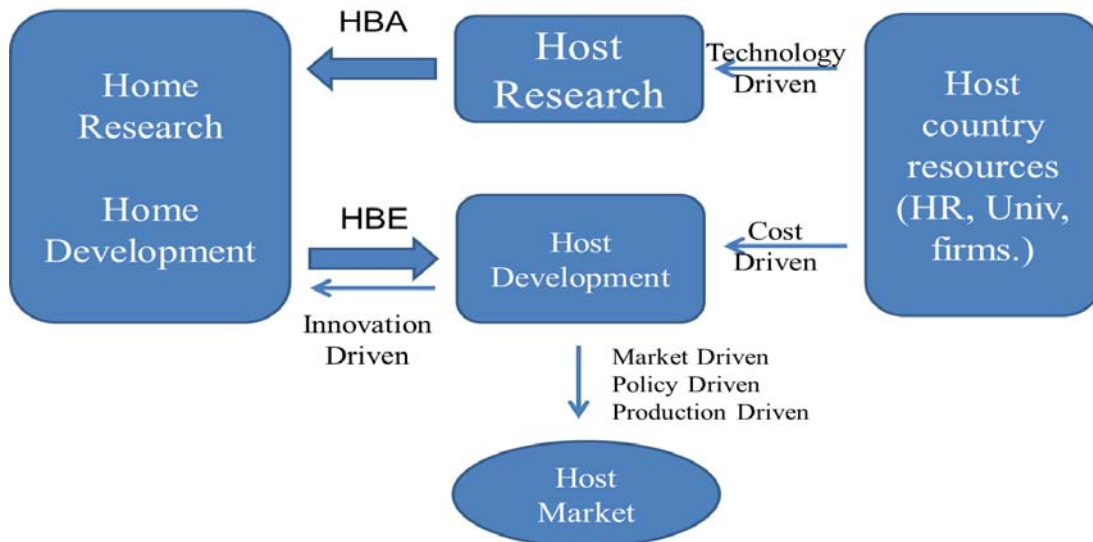 Home
Research
Home
Development
HBA
Host
Research
Technology
Driven
Host
country
resources
(HR, Univ,
firms.)
HBE
Innovation
Driven
Host
Development
Cost
Driven
Market Driven
Policy Driven
Production Driven
Host
Market